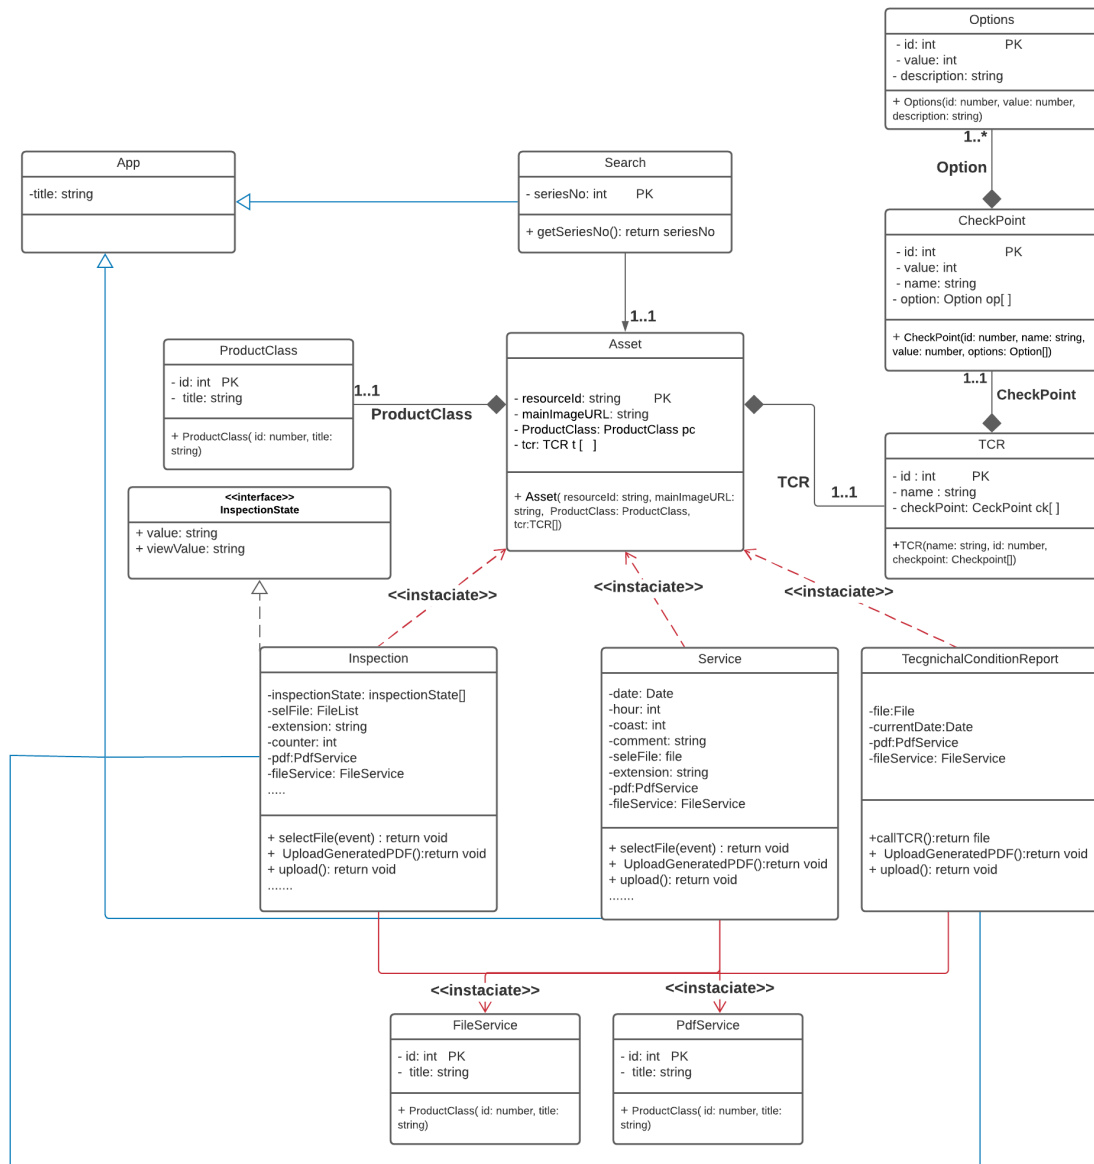 Options
- id: int PK
- value: int
- description: string
+ Options(id: number, value: number,
description: string)
1..*
Option
App
-title: string
Search
- seriesNo: int PK
+ getSeriesNo(): return seriesNo
CheckPoint
- id: int PK
- value: int
- name: string
- option: Option op[ ]
+ CheckPoint(id: number, name: string,
value: number, options: Option[])
1..1
CheckPoint
1..1
ProductClass
- id: int PK
- title: string
+ ProductClass( id: number, title:
string)
1..1
ProductClass
Asset
- resourceId: string PK
- mainImageURL: string
- ProductClass: ProductClass pc
- tcr: TCR t [ ]
+ Asset( resourceId: string, mainImageURL:
string, ProductClass: ProductClass,
tcr:TCR[])
TCR
1..1
TCR
- id : int PK
- name : string
- checkPoint: CeckPoint ck[ ]
+TCR(name: string, id: number,
checkpoint: Checkpoint[])
<<interface>>
InspectionState
+ value: string
+ viewValue: string
<<instaciate>>
<<instaciate>>
<<instaciate>>
Inspection
-inspectionState: inspectionState[]
-selFile: FileList
-extension: string
-counter: int
-pdf:PdfService
-fileService: FileService
.....
+ selectFile(event) : return void
+ UploadGeneratedPDF():return void
+ upload(): return void
.......
Service
-date: Date
-hour: int
-coast: int
-comment: string
-seleFile: file
-extension: string
-pdf:PdfService
-fileService: FileService
+ selectFile(event) : return void
+ UploadGeneratedPDF():return void
+ upload(): return void
.......
TecgnichalConditionReport
-file:File
-currentDate:Date
-pdf:PdfService
-fileService: FileService
+callTCR():return file
+ UploadGeneratedPDF():return void
+ upload(): return void
<<instaciate>>
<<instaciate>>
FileService
- id: int PK
- title: string
+ ProductClass( id: number, title:
string)
PdfService
- id: int PK
- title: string
+ ProductClass( id: number, title:
string)